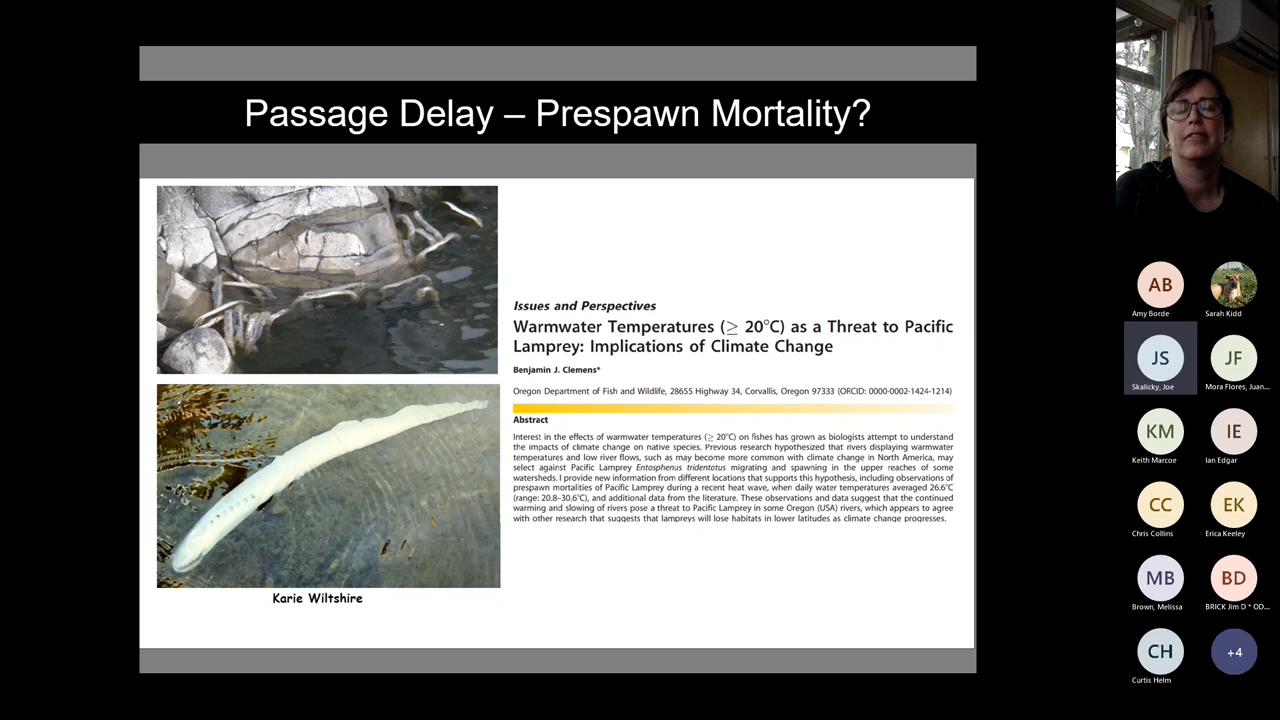 Passage Delay – Prespawn Mortality?
Issues and Perspectives
Warmwater Temperatures (≥ 20°C) as a Threat to Pacific
Lamprey: Implications of Climate Change
Benjamin J. Clemens*
Oregon Department of Fish and Wildlife, 28655 Highway 34, Corvallis, Oregon 97333 (ORCID: 0000-0002-1424-1214)
Abstract
Interest in the effects of warmwater temperatures (≥ 20°C) on fishes has grown as biologists attempt to understand
the impacts of climate change on native species. Previous research hypothesized that rivers displaying warmwater
temperatures and low river flows, such as may become more common with climate change in North America, may
select against Pacific Lamprey Entosphenus tridentatus migrating and spawning in the upper reaches of some
watersheds. I provide new information from different locations that supports this hypothesis, including observations of
prespawn mortalities of Pacific Lamprey during a recent heat wave, when daily water temperatures averaged 26.6°C
(range: 20.8–30.6°C), and additional data from the literature. These observations and data suggest that the continued
warming and slowing of rivers pose a threat to Pacific Lamprey in some Oregon (USA) rivers, which appears to agree
with other research that suggests that lampreys will lose habitats in lower latitudes as climate change progresses.
Karie Wiltshire
AB
Amy Borde
Sarah Kidd
JS
Skalicky, Joe
JF
Mora Flores, Juan...
KM
Keith Marcoe
IE
Ian Edgar
CC
Chris Collins
EK
Erica Keeley
MB
Brown, Melissa
BD
BRICK Jim D * OD...
CH
Curtis Helm
+4